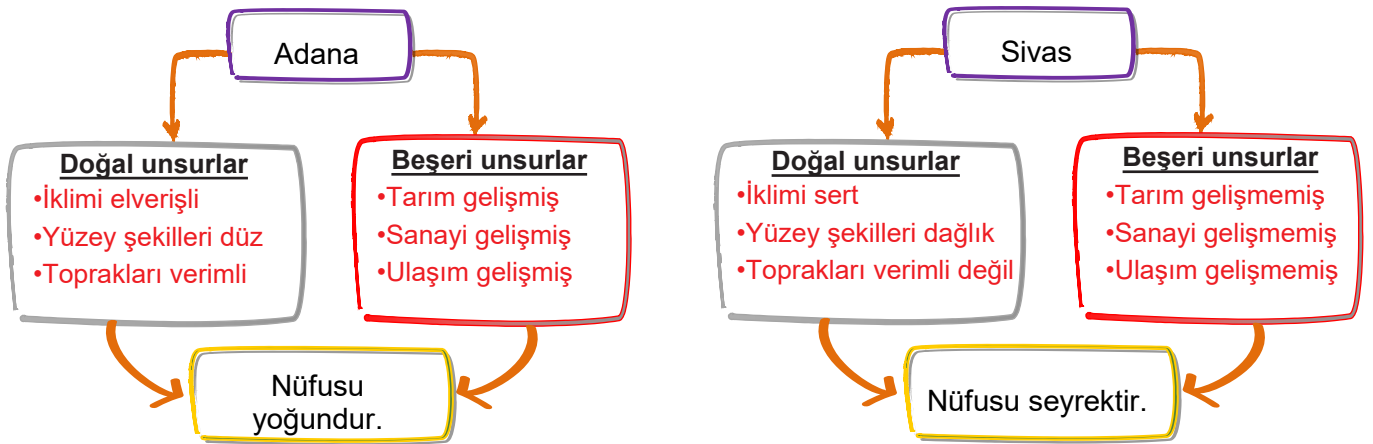 Adana
Doğal unsurlar
•İklimi elverişli
•Yüzey şekilleri düz
•Toprakları verimli
Beşeri unsurlar
•Tarım gelişmiş
•Sanayi gelişmiş
•Ulaşım gelişmiş
Nüfusu
yoğundur.
Sivas
Doğal unsurlar
•İklimi sert
•Yüzey şekilleri dağlık
•Toprakları verimli değil
Beşeri unsurlar
•Tarım gelişmemiş
•Sanayi gelişmemiş
•Ulaşım gelişmemiş
Nüfusu seyrektir.